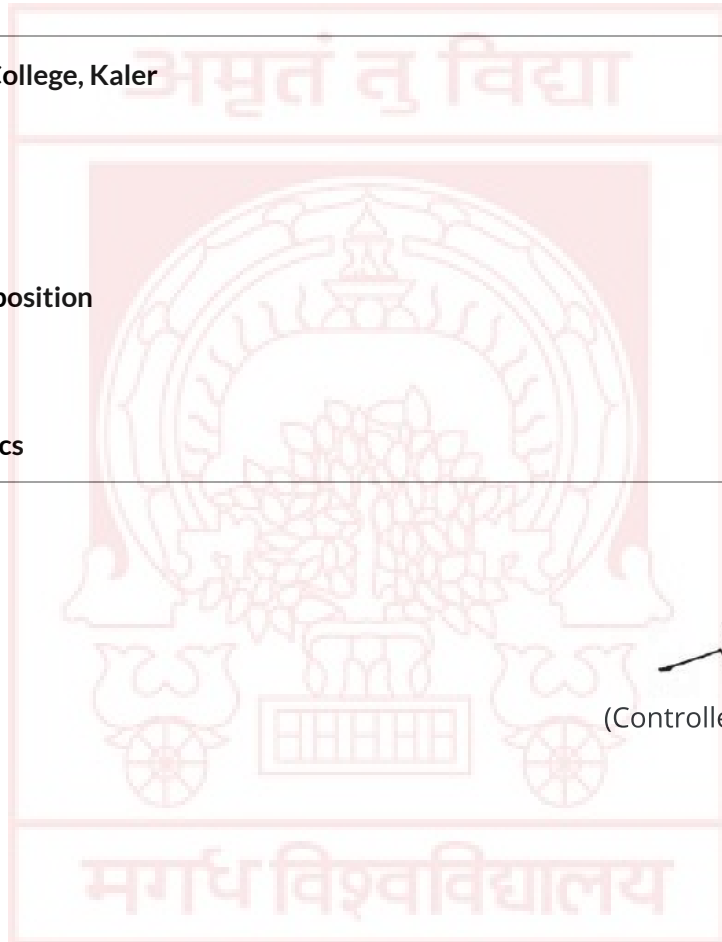 अमृतं तु विद्या
College, Kaler
position
cs
(Controlle
मगध विश्वविद्यालय